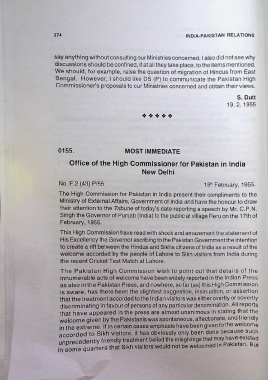 374 INDIA-PAKISTAN RELATIONS
say anything without consulting our Ministries concerned. I also did not see why
discussions should be confined, if at all they take place, to the items mentioned.
We should, for example, raise the question of migration of Hindus from East
Bengal. However, I should like DS (P) to communicate the Pakistan High
Commissioner's proposals to our Ministries concerned and obtain their views.
S. Dutt
19. 2. 1955
❖ ❖ ❖ ❖ ❖
0155. MOST IMMEDIATE
Office of the High Commissioner for Pakistan in India
New Delhi
No. F.2 (43) P/55. 18th February, 1955.
The High Commission for Pakistan in India present their compliments to the
Ministry of External Affairs, Government of India and have the honour to draw
their attention to the Tribune of today's date reporting a speech by Mr. C.P.N.
Singh the Governor of Punjab (India) to the public at village Peru on the 17th of
February, 1955.
This High Commission have read with shock and amazement the statement of
His Excellency the Governor ascribing to the Pakistan Government the intention
to create a rift between the Hindus and Sikhs citizens of India as a result of the
welcome accorded by the people of Lahore to Sikh visitors from India during
the recent Cricket Test Match at Lahore.
The Pakistan High Commission wish to point out that details of the
innumerable acts of welcome have been widely reported in the Indian Press
as also in the Pakistan Press, and nowhere, so far (as) this High Commission
is aware, has there been the slightest suggestion, insinuation, or assertion
that the treatment accorded to the Indian visitors was either overtly or covertly
discriminating in favour of persons of any particular denomination. All reports
that have appeared in the press are almost unanimous in stating that the
welcome given by the Pakistanis was spontaneous, affectionate, and friendly
in the extreme. If in certain cases emphasis have been given to the welcome
accorded to Sikh visitors, it has obviously only been done because such
unprecedently friendly treatment belied the misgivings that may have existed
in some quarters that Sikh visitors would not be welcomed in Pakistan. But